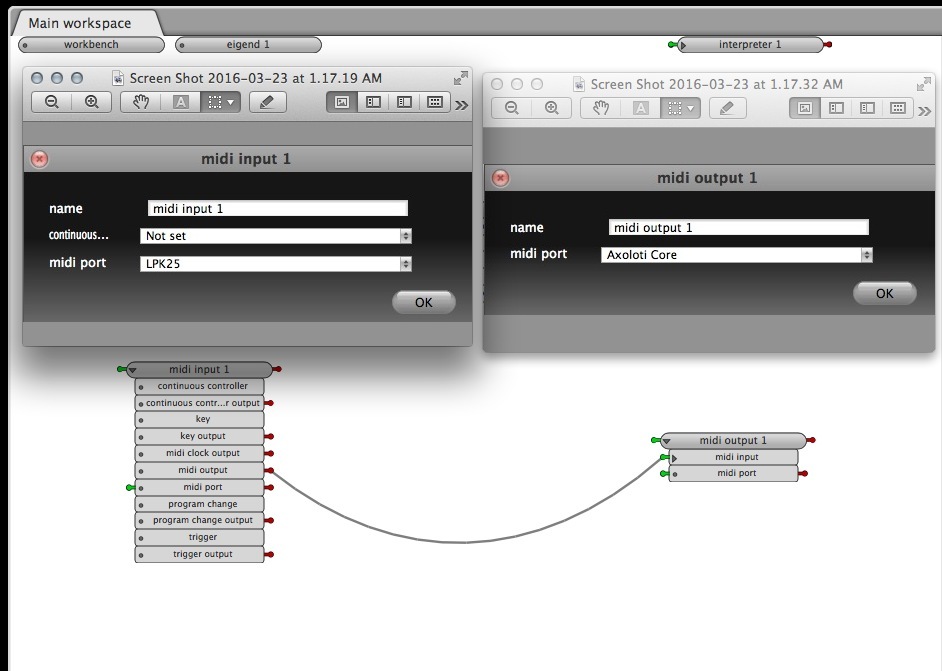 Main workspace
workbench
eigend 1
interpreter 1
Screen Shot 2016-03-23 at 1.17.19 AM
A
midi input 1
name
midi input 1
continuous...
Not set
midi port
LPK25
OK
Screen Shot 2016-03-23 at 1.17.32 AM
A
midi output 1
name
midi output 1
midi port
Axoloti Core
OK
midi input 1
continuous controller
continuous contr...r output
key
key output
midi clock output
midi output
midi port
program change
program change output
trigger
trigger output
midi output 1
midi input
midi port